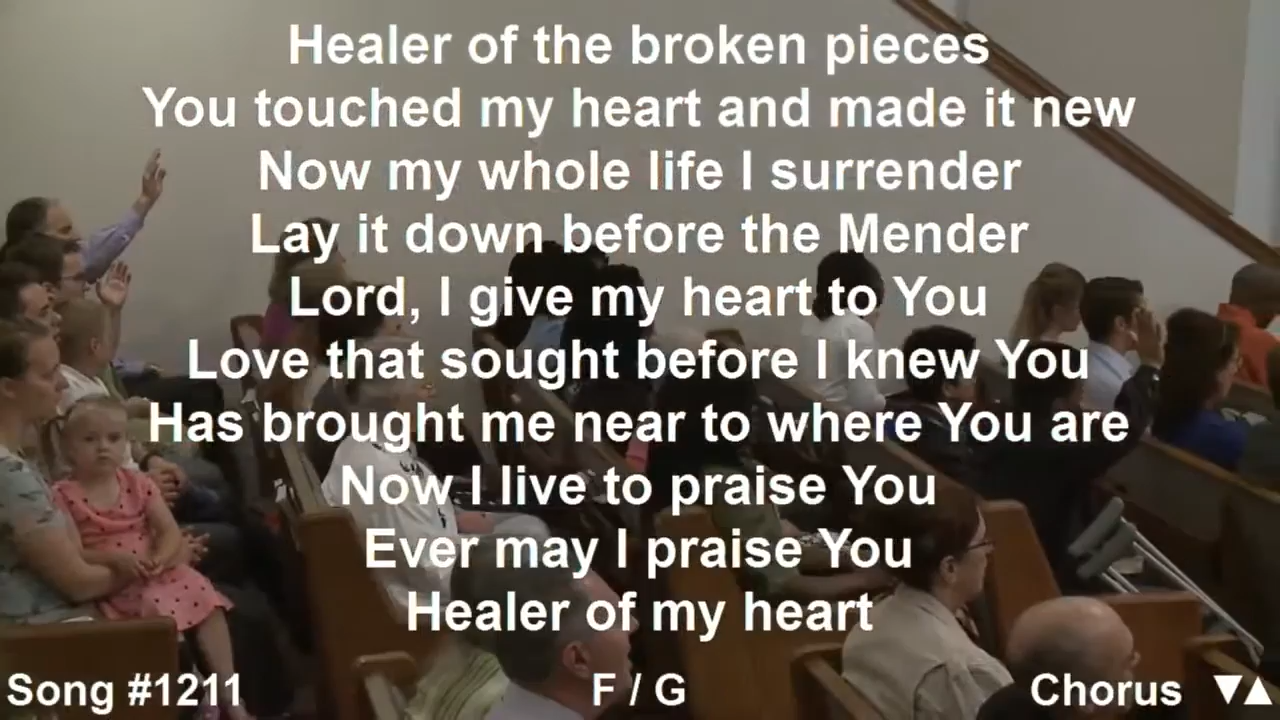 Healer of the broken pieces
You touched my heart and made it new
Now my whole life I surrender
Lay it down before the Mender
Lord, I give my heart to You
Love that sought before I knew You
Has brought me near to where You are
Now I live to praise You
Ever may I praise You
Healer of my heart
Song #1211 F / G Chorus ▼▲